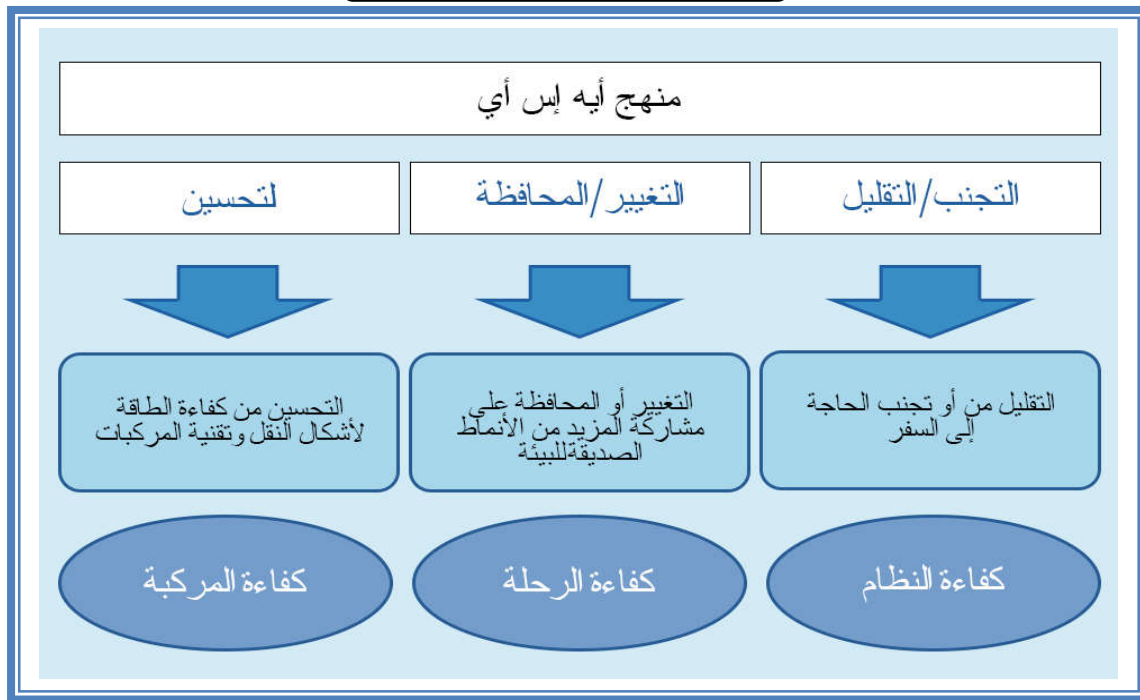 منهج أيه إس أي
التجنب/التقليل
التغيير/المحافظة
لتحسين
التقليل من أو تجنب الحاجة
إلى السفر
التغيير أو المحافظة على
مشاركة المزيد من الأنماط
الصديقةللبيئة
التحسين من كفاءة الطاقة
لأشكال النقل وتقنية المركبات
كفاءة النظام
كفاءة الرحلة
كفاءة المركبة